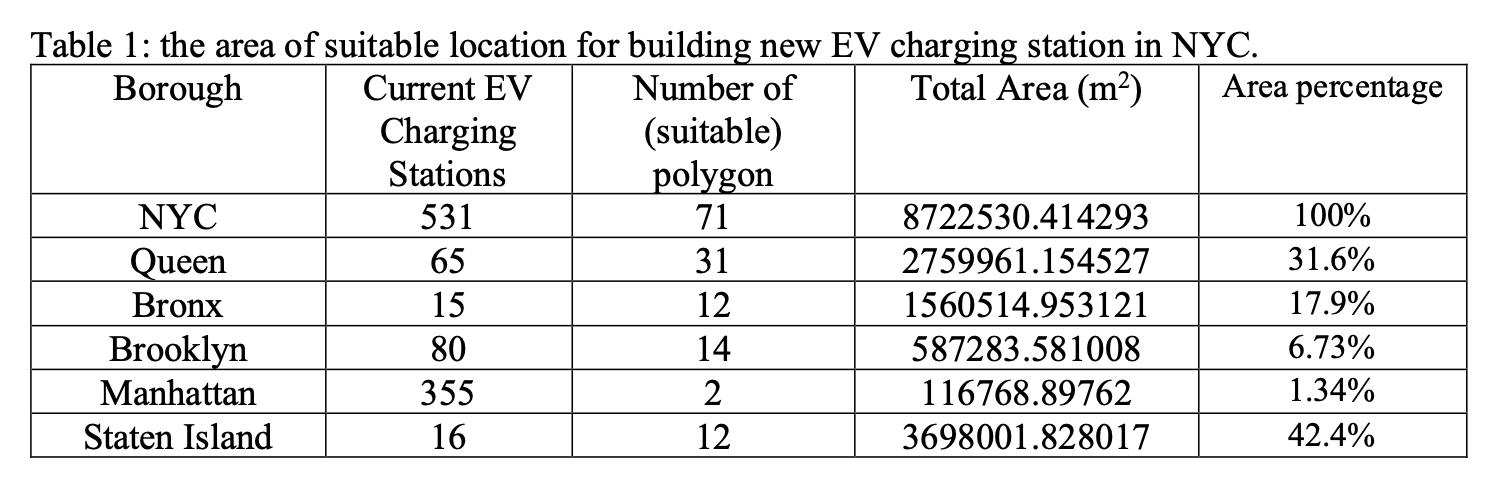 Table 1: the area of suitable location for building new EV charging station in NYC.
Borough Current EV Number of Total Area (m²) Area percentage
Charging (suitable)
Stations polygon
NYC 531 71 8722530.414293 100%
Queen 65 31 2759961.154527 31.6%
Bronx 15 12 1560514.953121 17.9%
Brooklyn 80 14 587283.581008 6.73%
Manhattan 355 2 116768.89762 1.34%
Staten Island 16 12 3698001.828017 42.4%